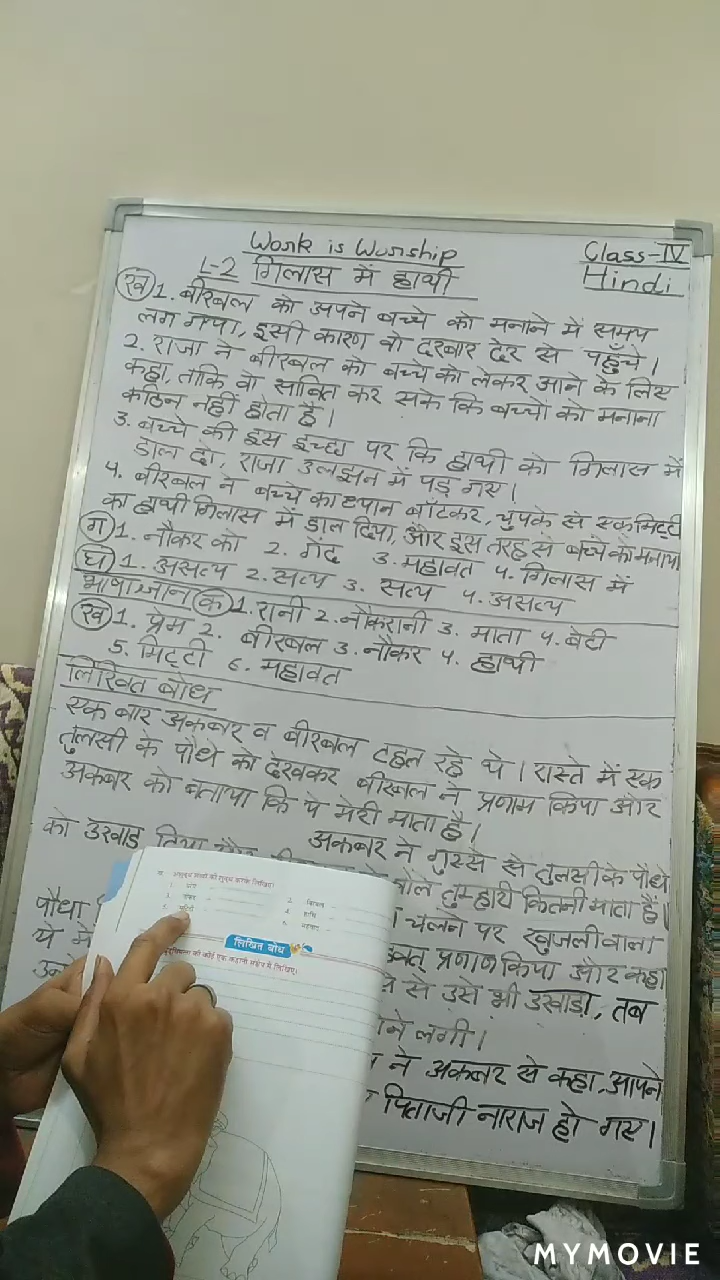 Work is Worship
Class-IV
Hindi
L-2 गिलास में हाथी
(ख) 1. बीरबल को अपने बच्चे को मनाने में समय
लग गया, इसी कारण वो दरबार देर से पहुँचे।
2. राजा ने बीरबल को बच्चे को लेकर आने के लिए
कहा, ताकि वो साबित कर सके कि बच्चों को मनाना
कठिन नहीं होता है।
3. बच्चे की इस इच्छा पर कि हाथी को गिलास में
डाल दो, राजा उलझन में पड़ गए।
4. बीरबल ने बच्चे का ध्यान बाँटकर, चुपके से एक मिट्टी
का हाथी गिलास में डाल दिया, और इस तरह से बच्चे को मनाया
(ग) 1. नौकर को 2. गेंद 3. महावत 4. गिलास में
(घ) 1. असत्य 2. सत्य 3. सत्य 4. असत्य
भाषा ज्ञान (क) 1. रानी 2. नौकरानी 3. माता 4. बेटी
(ख) 1. प्रेम 2. बीरबल 3. नौकर 4. हाथी
5. मिट्टी 6. महावत
लिखित बोध
एक बार अकबर व बीरबल टहल रहे थे। रास्ते में एक
तुलसी के पौधे को देखकर बीरबल ने प्रणाम किया और
अकबर को बताया कि ये मेरी माता है।
अकबर ने गुस्से से तुलसी के पौधे
को उखाड़ दिया और बोले तुम्हारी कितनी माता हैं।
चलने पर खुजली वाला
पौधा
प्रणाण किया और कहा
ये मे
से उसे भी उखाडा, तब
होने लगी।
ने अकबर से कहा, आपने
पिताजी नाराज हो गए।
लिखित बोध
MYMOVIE